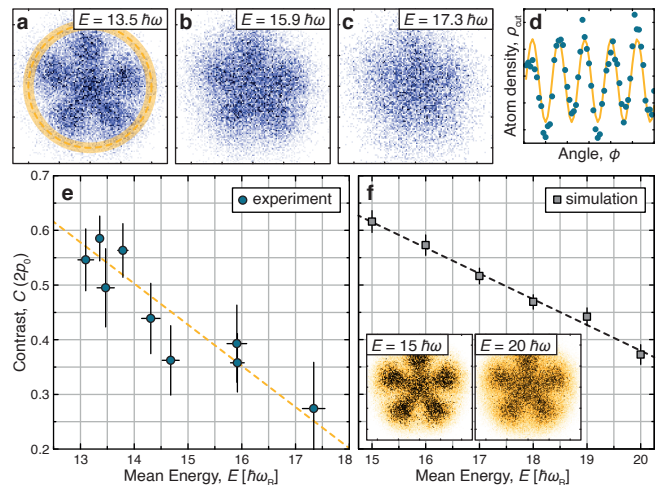 a
E = 13.5 ħω
b
E = 15.9 ħω
c
E = 17.3 ħω
d
Atom density, ρcut
Angle, ϕ
e
experiment
Contrast, C (2p0)
0.7
0.6
0.5
0.4
0.3
0.2
13 14 15 16 17 18
Mean Energy, E [ħωR]
f
simulation
E = 15 ħω
E = 20 ħω
15 16 17 18 19 20
Mean Energy, E [ħωR]